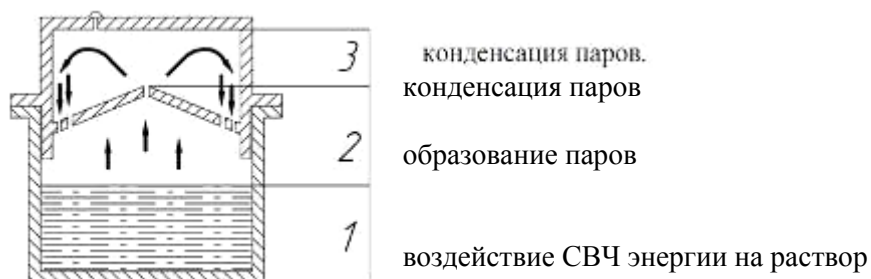 3 конденсация паров.
конденсация паров
2 образование паров
1 воздействие СВЧ энергии на раствор